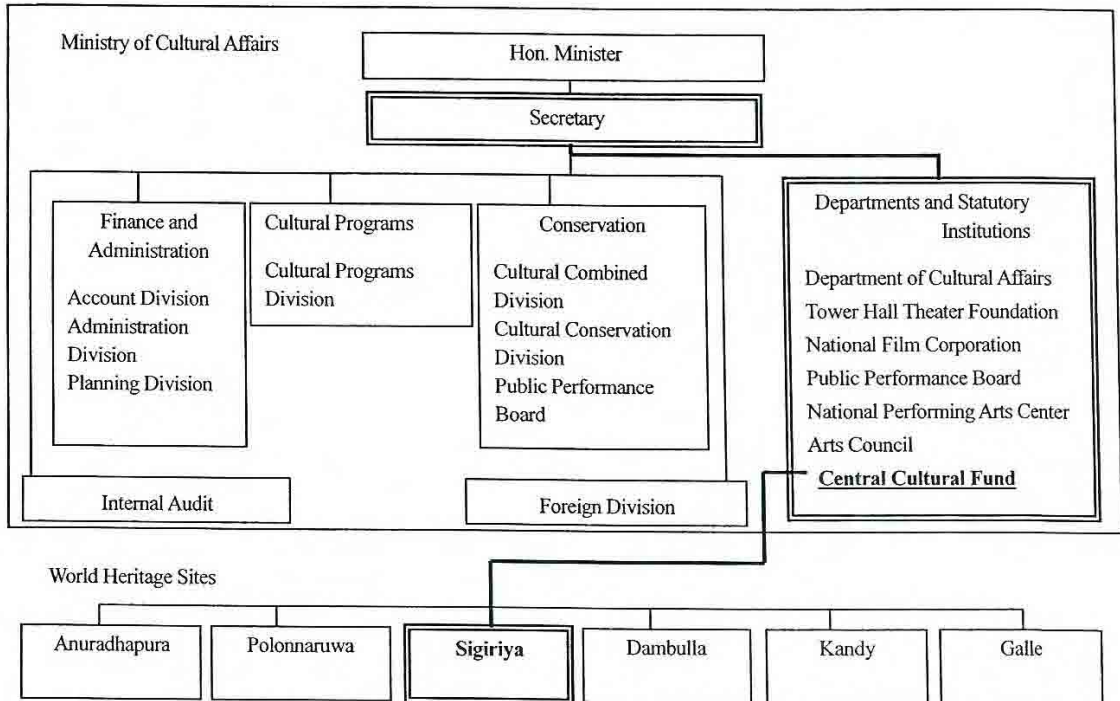 Ministry of Cultural Affairs
Hon. Minister
Secretary
Finance and
Administration
Account Division
Administration
Division
Planning Division
Cultural Programs
Cultural Programs
Division
Conservation
Cultural Combined
Division
Cultural Conservation
Division
Public Performance
Board
Departments and Statutory
Institutions
Department of Cultural Affairs
Tower Hall Theater Foundation
National Film Corporation
Public Performance Board
National Performing Arts Center
Arts Council
Central Cultural Fund
Internal Audit
Foreign Division
World Heritage Sites
Anuradhapura
Polonnaruwa
Sigiriya
Dambulla
Kandy
Galle